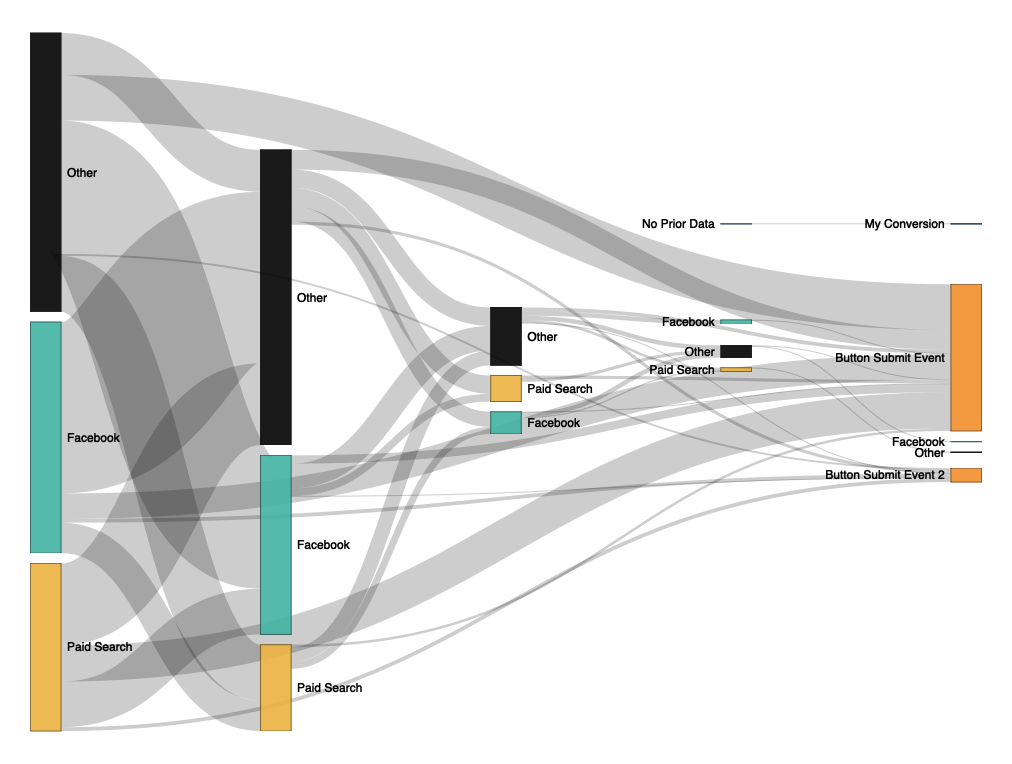 Other
Facebook
Paid Search
Other
Facebook
Paid Search
Other
Paid Search
Facebook
No Prior Data
Facebook
Other
Paid Search
My Conversion
Button Submit Event
Facebook
Other
Button Submit Event 2